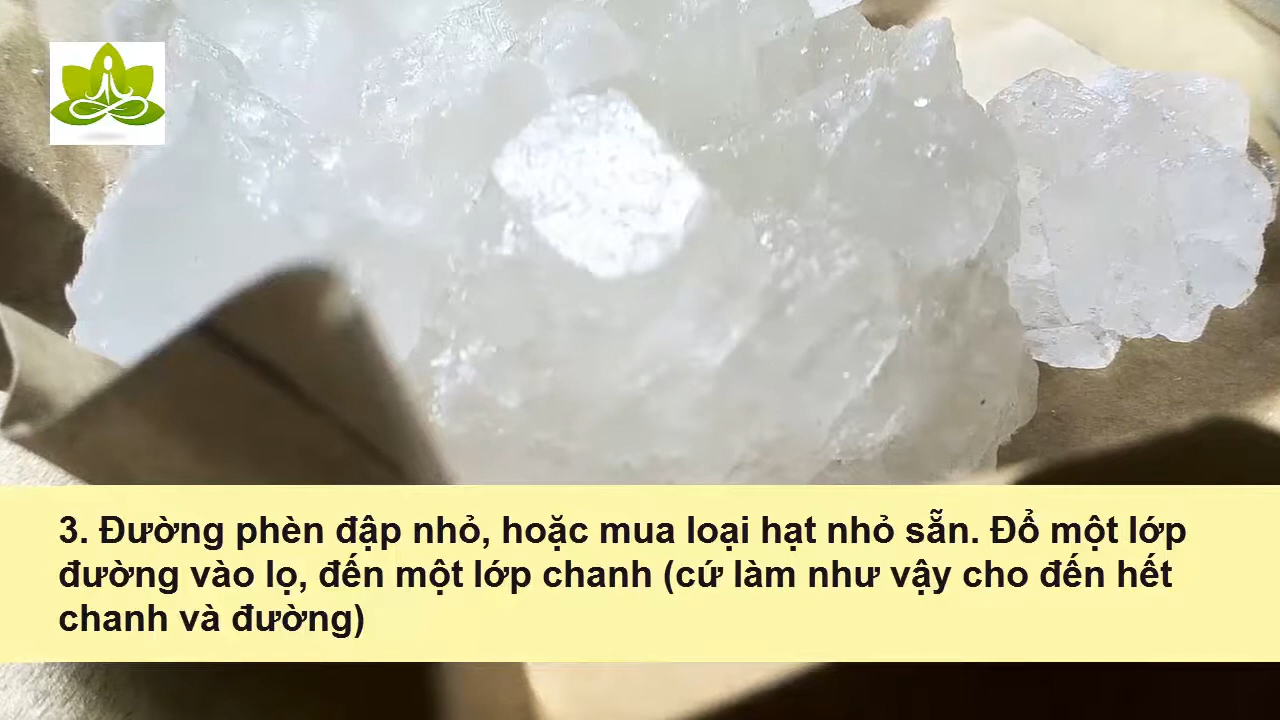 3. Đường phèn đập nhỏ, hoặc mua loại hạt nhỏ sẵn. Đổ một lớp
đường vào lọ, đến một lớp chanh (cứ làm như vậy cho đến hết
chanh và đường)